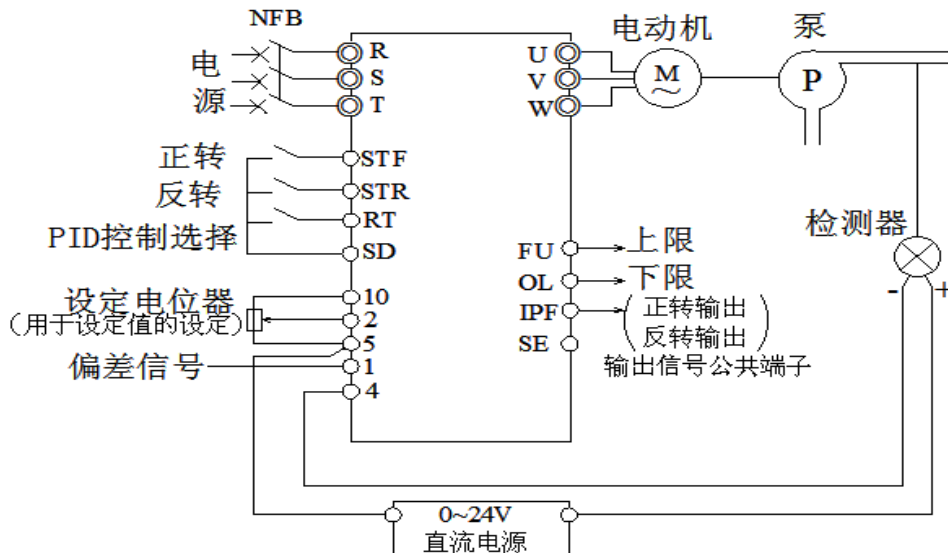 NFB
电
源
R
S
T
正转
反转
PID控制选择
STF
STR
RT
SD
设定电位器
(用于设定值的设定)
偏差信号
10
2
5
1
4
U
V
W
电动机
M
~
泵
P
FU
上限
OL
下限
IPF
正转输出
反转输出
SE
输出信号公共端子
检测器
- +
0~24V
直流电源